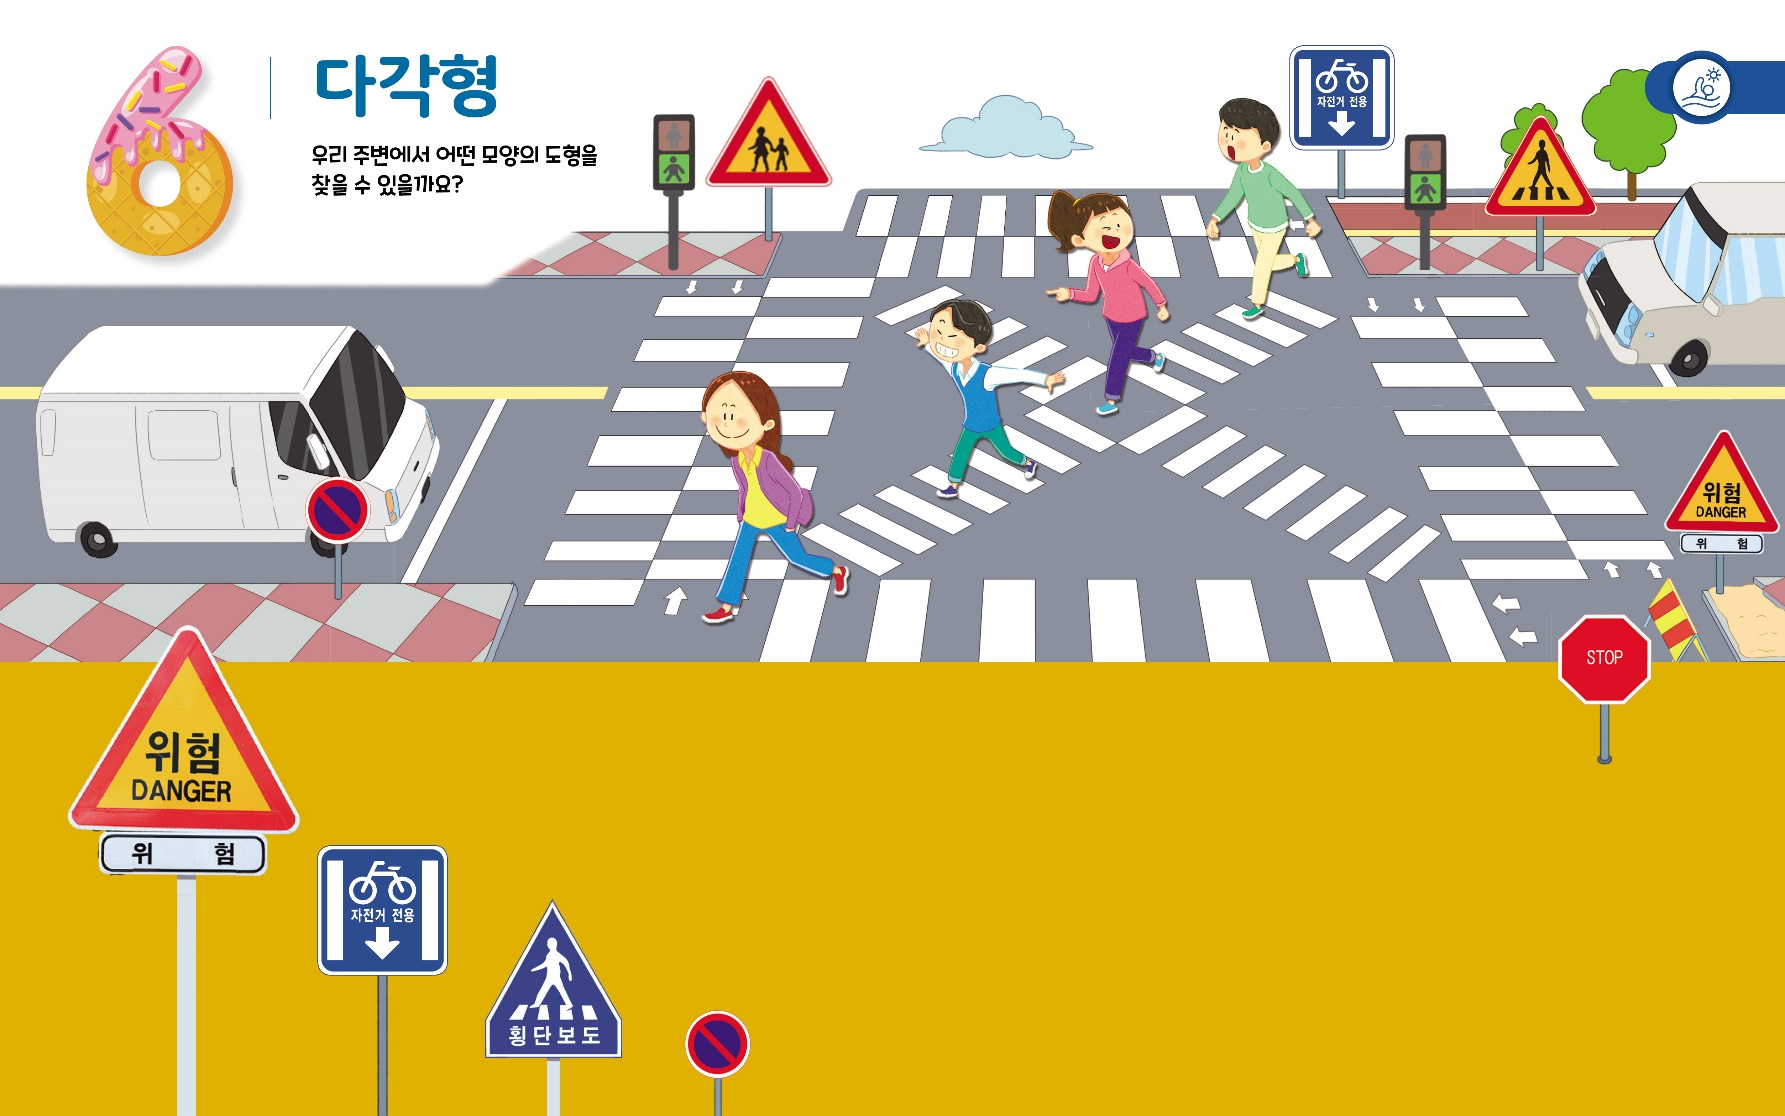 6
다각형
우리 주변에서 어떤 모양의 도형을
찾을 수 있을까요?
자전거 전용
위험
DANGER
위 험
STOP
위험
DANGER
위 험
자전거 전용
횡단보도